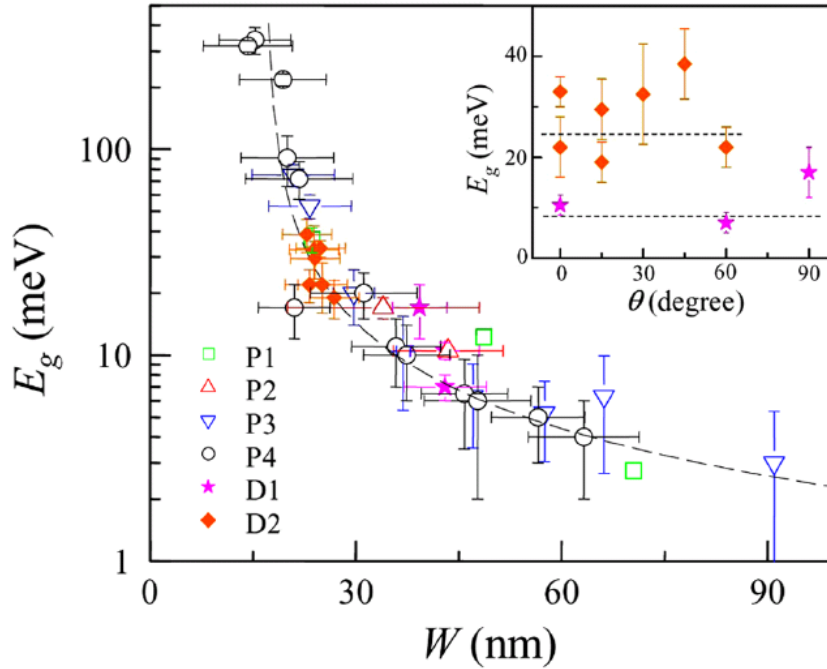 100
10
1
E_g (meV)
0 30 60 90
W (nm)
P1
P2
P3
P4
D1
D2
40
20
0
E_g (meV)
0 30 60 90
θ (degree)